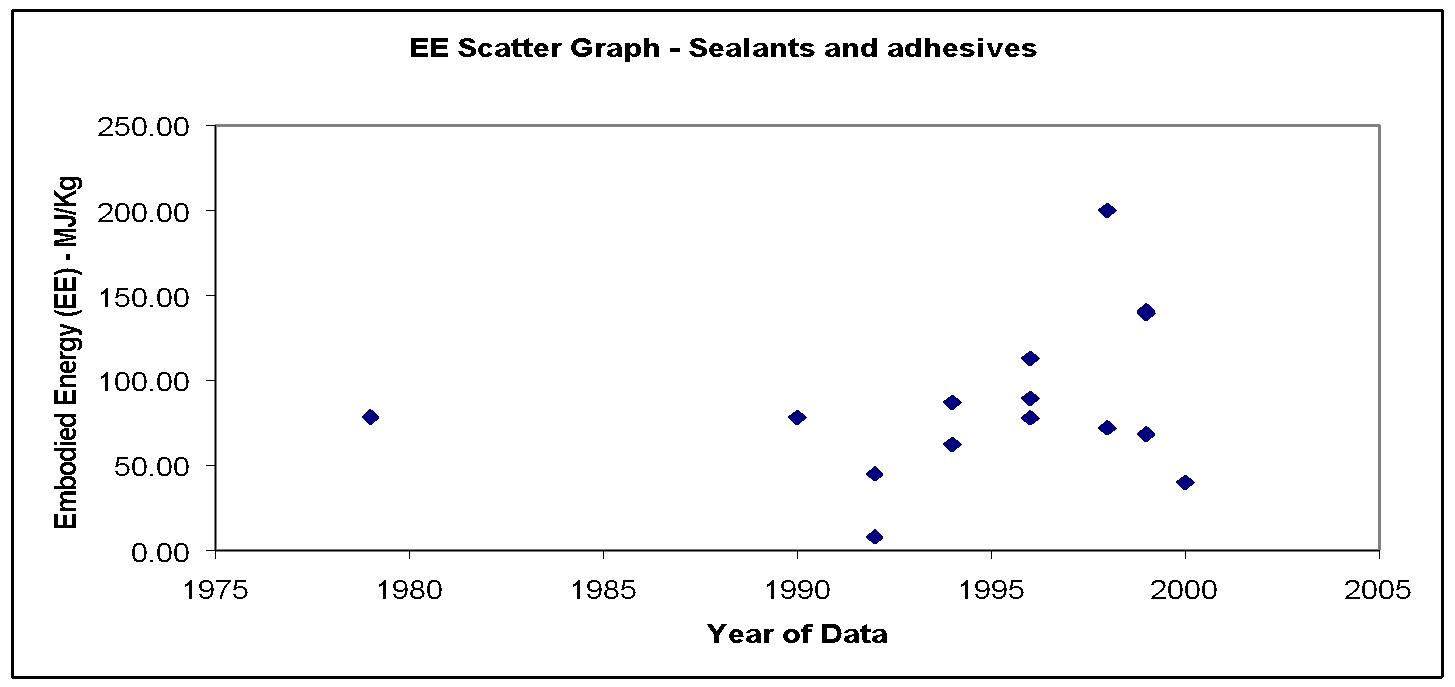 EE Scatter Graph - Sealants and adhesives
250.00
200.00
150.00
100.00
50.00
0.00
Embodied Energy (EE) - MJ/Kg
1975 1980 1985 1990 1995 2000 2005
Year of Data